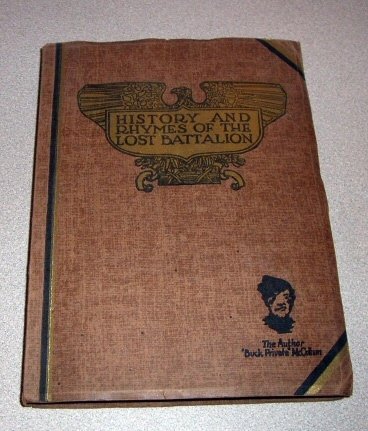 HISTORY AND
RHYMES OF THE
LOST BATTALION
The Author
"Buck Private" McCollum